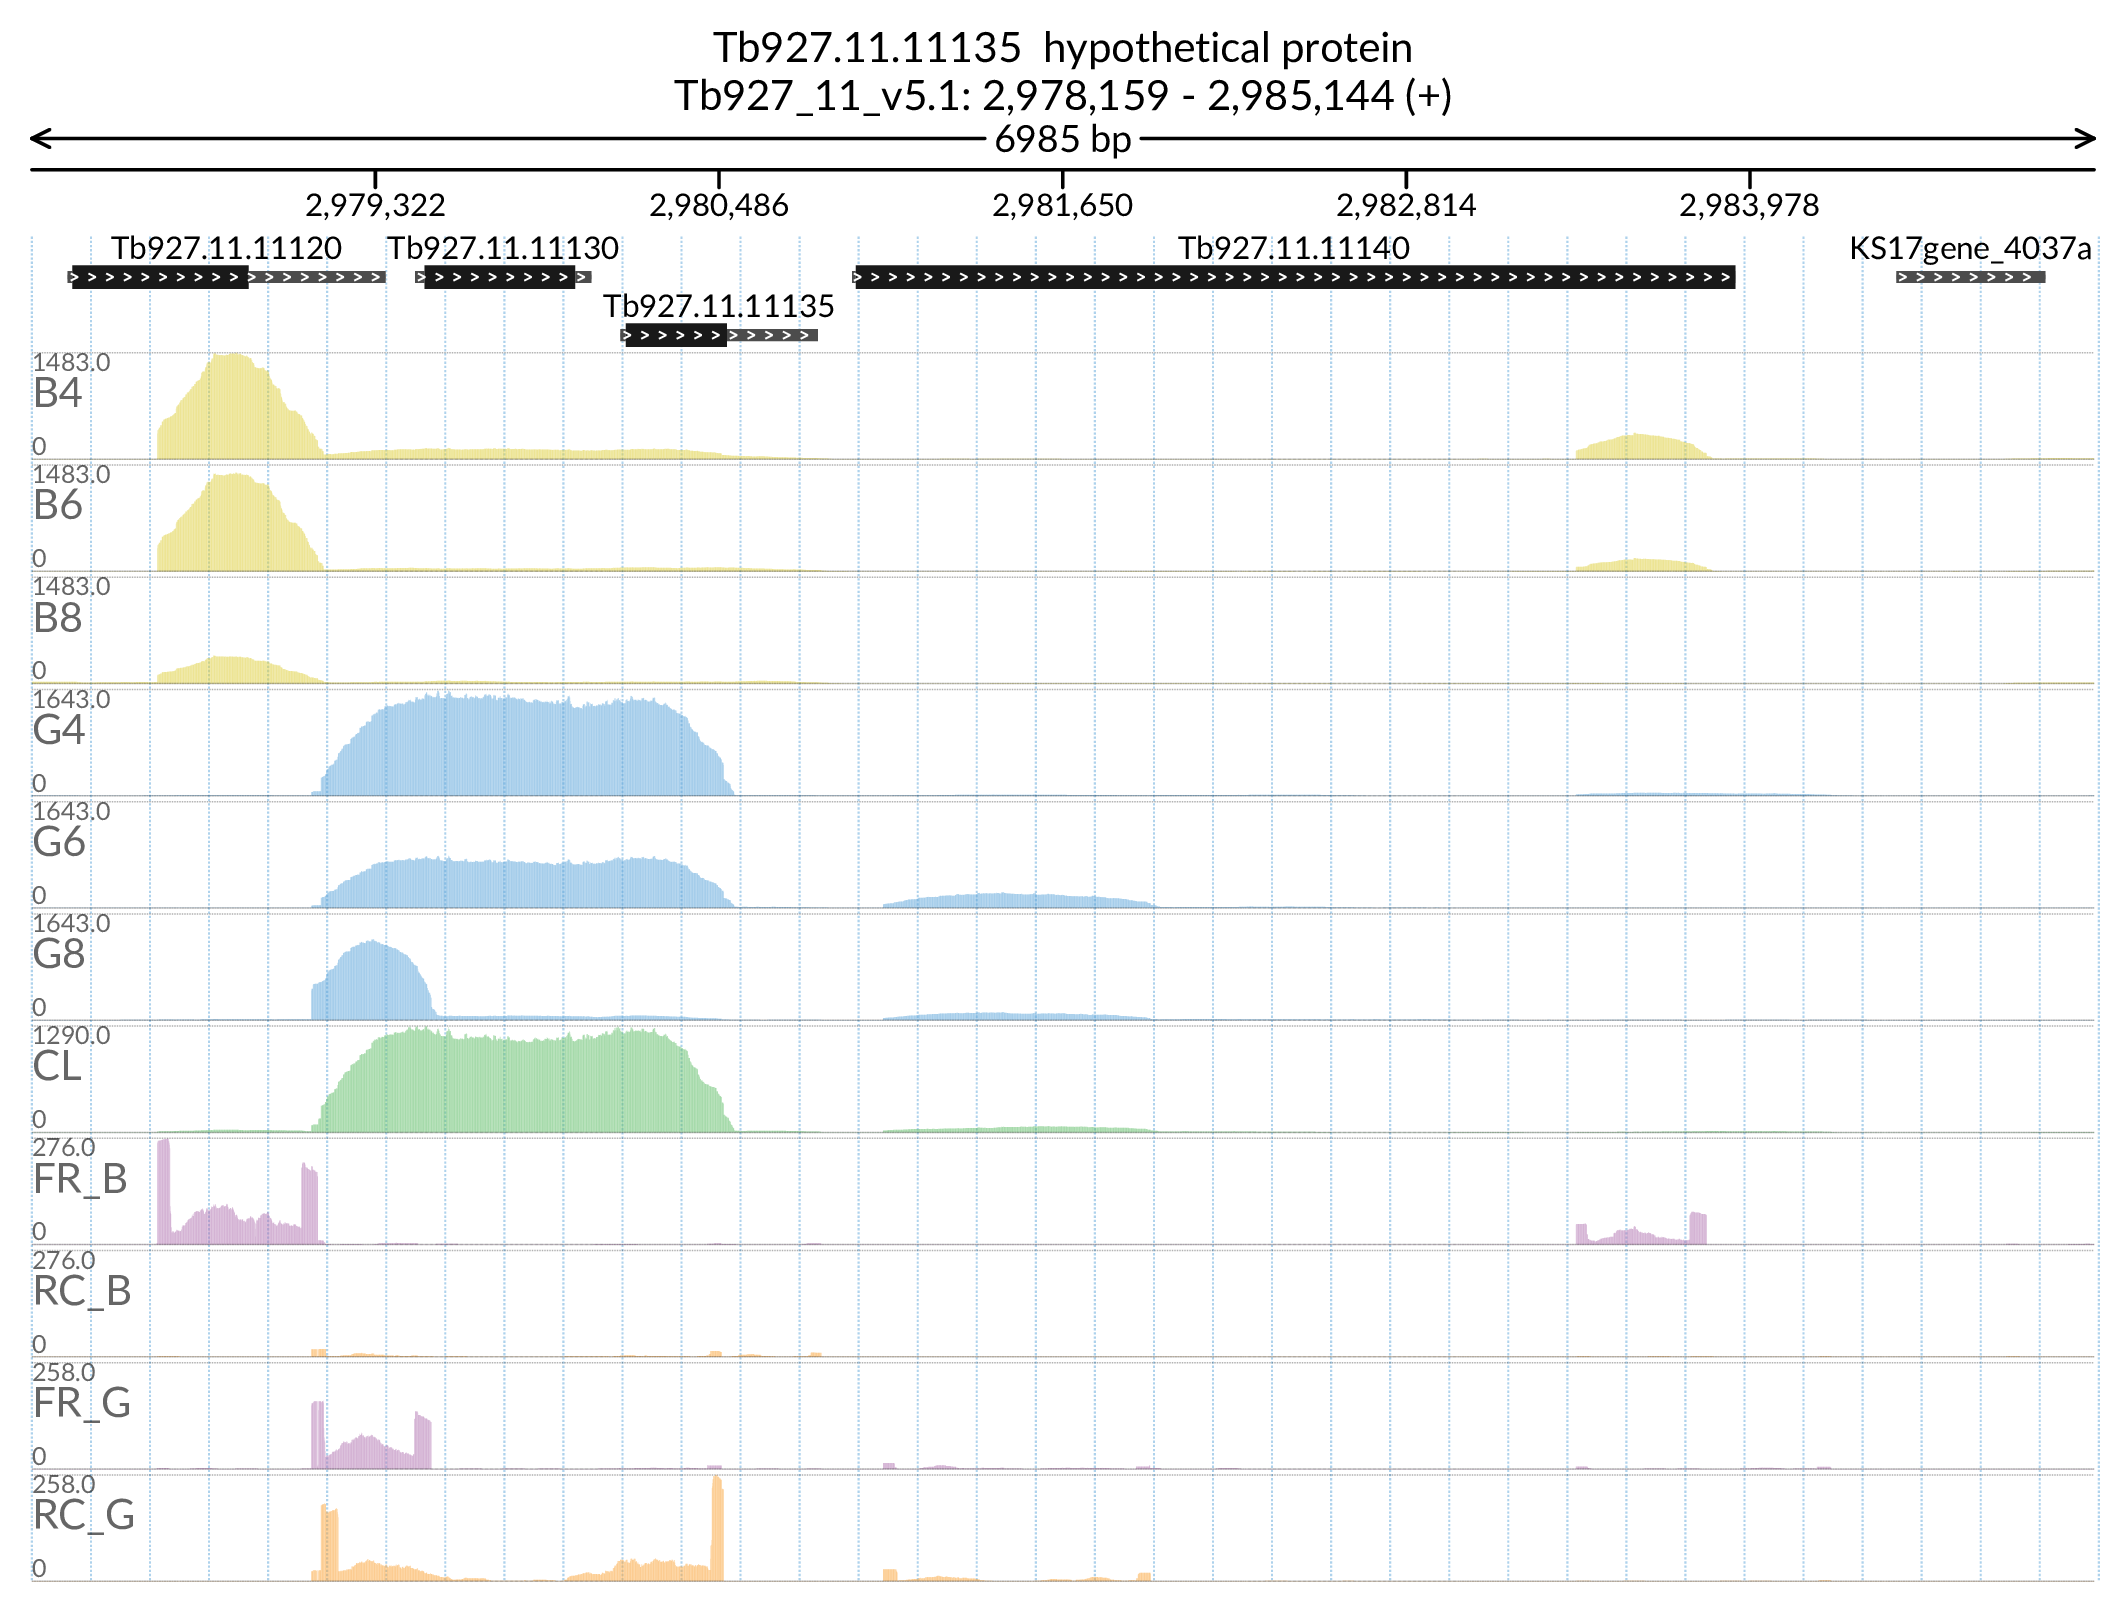 Tb927.11.11135 hypothetical protein
Tb927_11_v5.1: 2,978,159 - 2,985,144 (+)
6985 bp
2,979,322 2,980,486 2,981,650 2,982,814 2,983,978
Tb927.11.11120 Tb927.11.11130 Tb927.11.11140 KS17gene_4037a
Tb927.11.11135
1483.0
B4
0
1483.0
B6
0
1483.0
B8
0
1643.0
G4
0
1643.0
G6
0
1643.0
G8
0
1290.0
CL
0
276.0
FR_B
0
276.0
RC_B
0
258.0
FR_G
0
258.0
RC_G
0